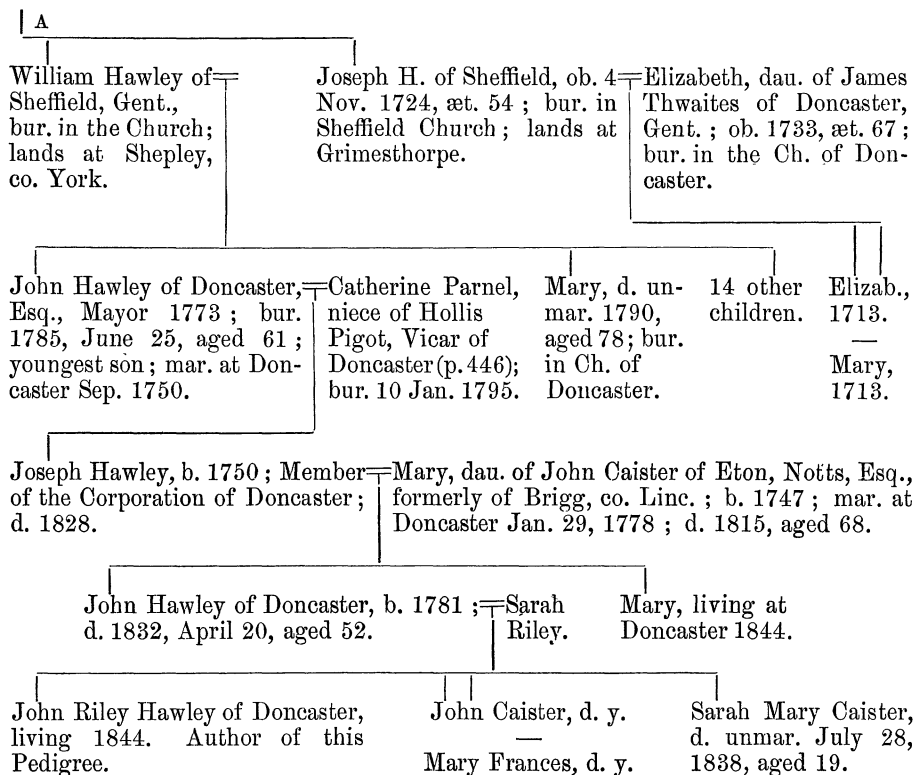 A
William Hawley of
Sheffield, Gent.,
bur. in the Church;
lands at Shepley,
co. York.
Joseph H. of Sheffield, ob. 4
Nov. 1724, æt. 54 ; bur. in
Sheffield Church ; lands at
Grimesthorpe.
Elizabeth, dau. of James
Thwaites of Doncaster,
Gent. ; ob. 1733, æt. 67 ;
bur. in the Ch. of Don-
caster.
John Hawley of Doncaster,
Esq., Mayor 1773 ; bur.
1785, June 25, aged 61 ;
youngest son ; mar. at Don-
caster Sep. 1750.
Catherine Parnel,
niece of Hollis
Pigot, Vicar of
Doncaster (p. 446);
bur. 10 Jan. 1795.
Mary, d. un-
mar. 1790,
aged 78; bur.
in Ch. of
Doncaster.
14 other
children.
Elizab.,
1713.
—
Mary,
1713.
Joseph Hawley, b. 1750 ; Member
of the Corporation of Doncaster ;
d. 1828.
Mary, dau. of John Caister of Eton, Notts, Esq.,
formerly of Brigg, co. Linc. ; b. 1747 ; mar. at
Doncaster Jan. 29, 1778 ; d. 1815, aged 68.
John Hawley of Doncaster, b. 1781 ;
d. 1832, April 20, aged 52.
Sarah
Riley.
Mary, living at
Doncaster 1844.
John Riley Hawley of Doncaster,
living 1844. Author of this
Pedigree.
John Caister, d. y.
—
Mary Frances, d. y.
Sarah Mary Caister,
d. unmar. July 28,
1838, aged 19.